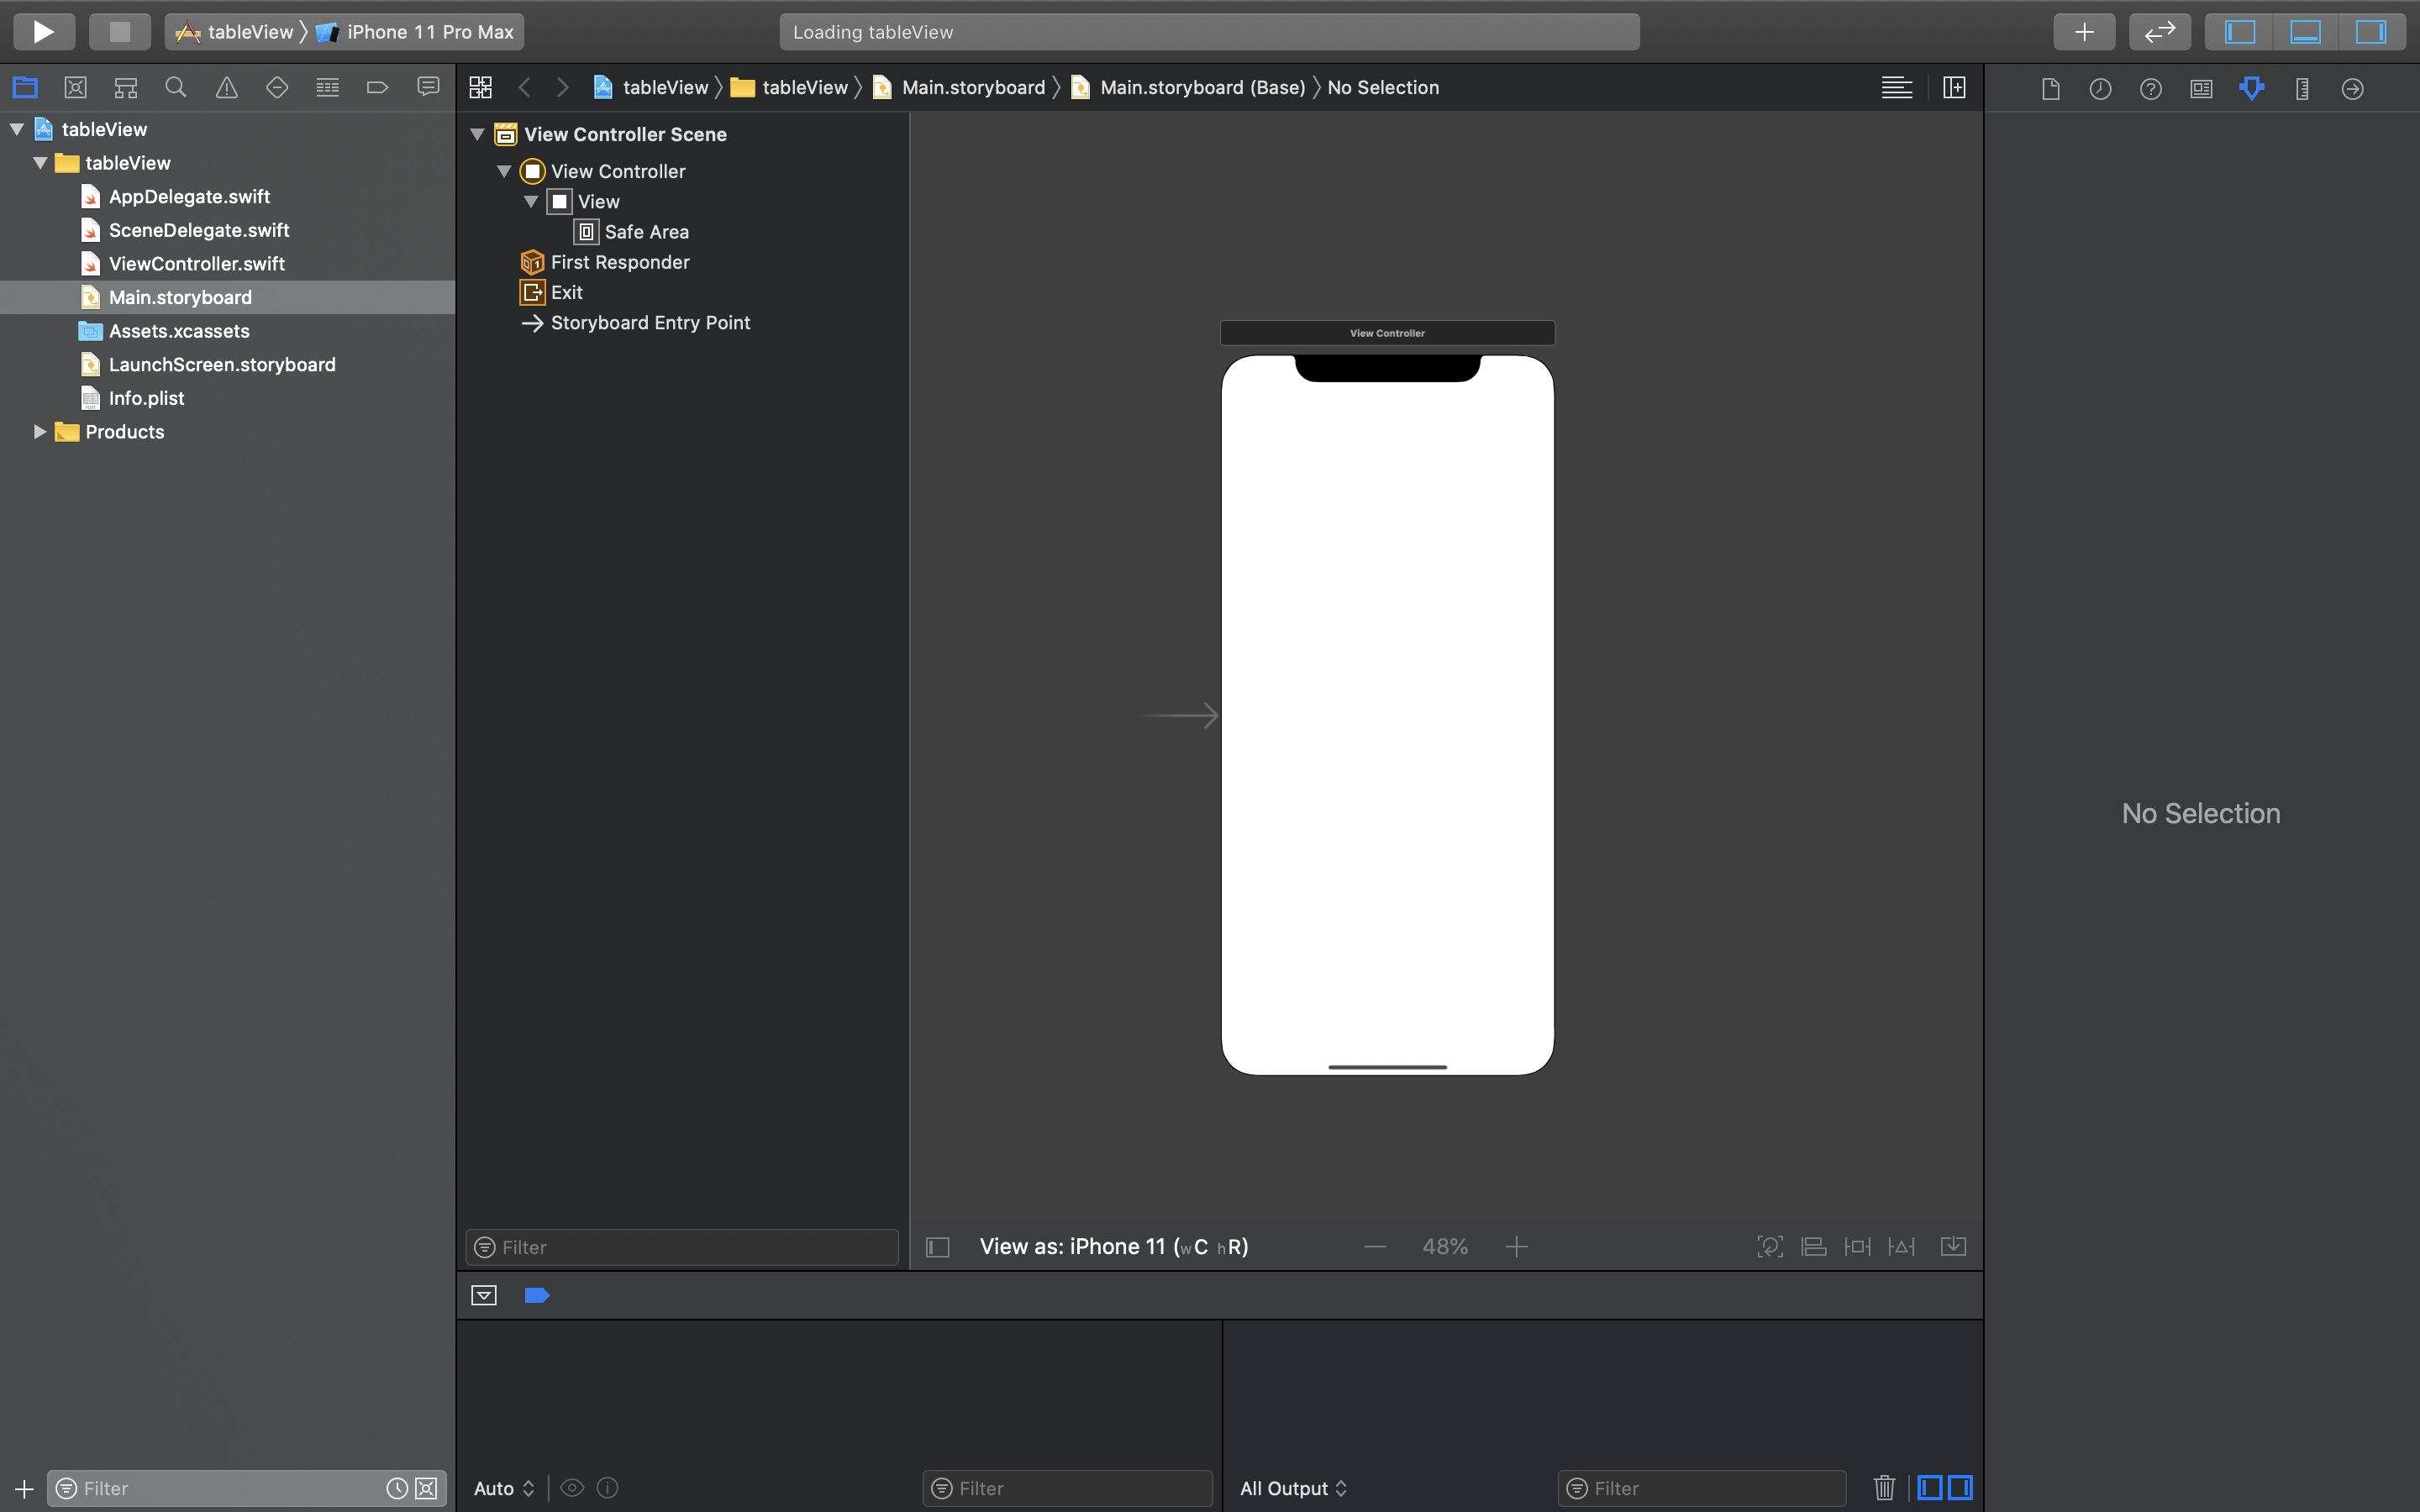 tableView 〉 iPhone 11 Pro Max
Loading tableView
tableView 〉 tableView 〉 Main.storyboard 〉 Main.storyboard (Base) 〉 No Selection
tableView
tableView
AppDelegate.swift
SceneDelegate.swift
ViewController.swift
Main.storyboard
Assets.xcassets
LaunchScreen.storyboard
Info.plist
Products
View Controller Scene
View Controller
View
Safe Area
First Responder
Exit
Storyboard Entry Point
View Controller
No Selection
Filter
View as: iPhone 11 (wC hR)
48%
Filter
Auto
Filter
All Output
Filter